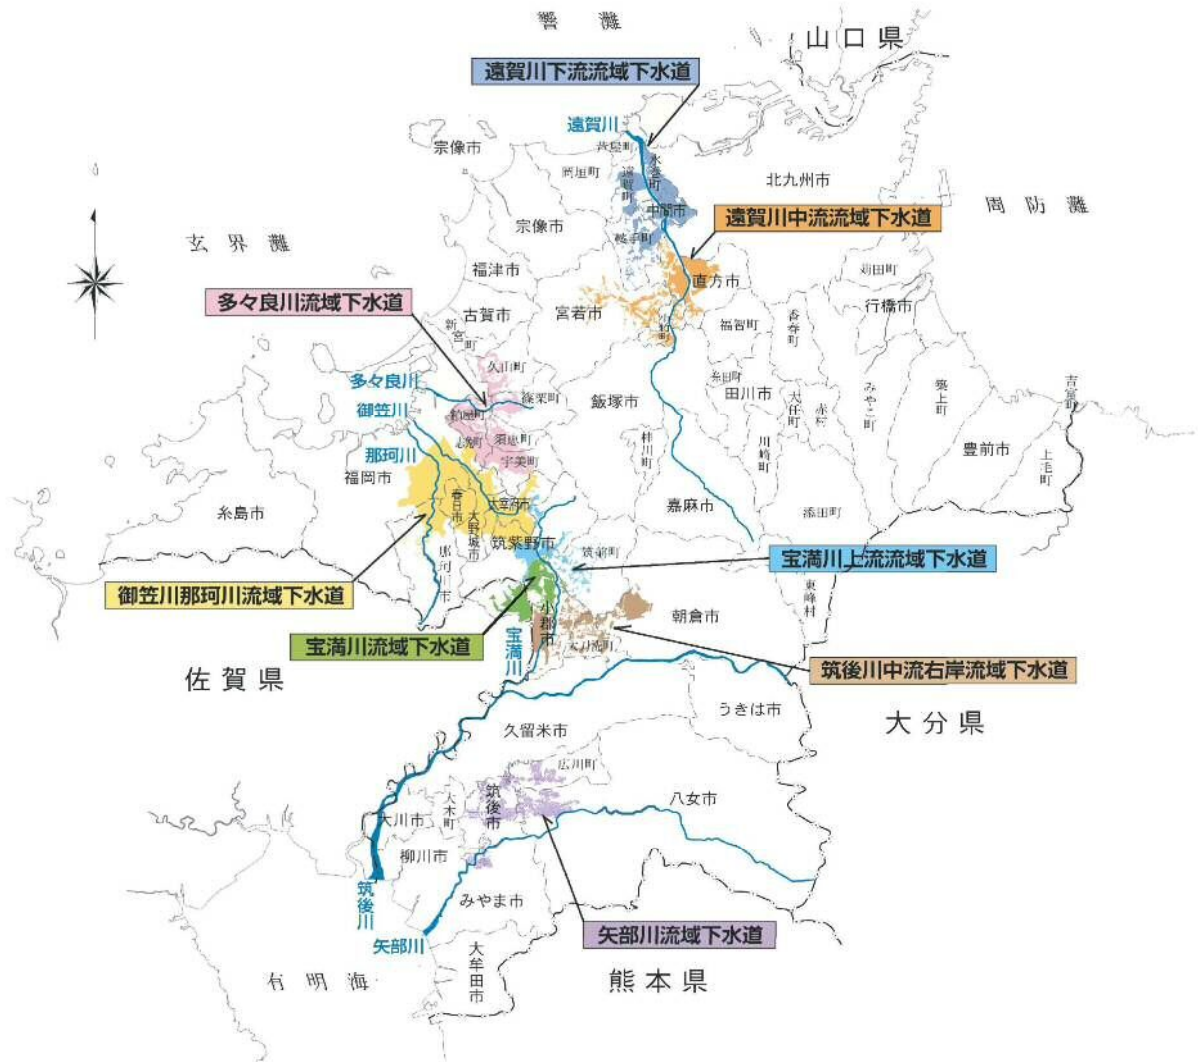 響灘
山口県
遠賀川下流流域下水道
遠賀川
芦屋町
水巻町
宗像市
岡垣町
遠賀町
北九州市
中間市
周防灘
遠賀川中流流域下水道
宗像市
鞍手町
玄界灘
福津市
直方市
苅田町
多々良川流域下水道
古賀市
宮若市
行橋市
新宮町
小竹町
福智町
香春町
久山町
多々良川
篠栗町
糸田町
田川市
大任町
赤村
みやこ町
築上町
吉富町
御笠川
粕屋町
飯塚市
志免町
須恵町
桂川町
川崎町
豊前市
那珂川
宇美町
上毛町
福岡市
春日市
太宰府市
嘉麻市
添田町
糸島市
大野城市
筑紫野市
筑前町
宝満川上流流域下水道
那珂川市
東峰村
御笠川那珂川流域下水道
小郡市
朝倉市
宝満川流域下水道
宝満川
大刀洗町
筑後川中流右岸流域下水道
佐賀県
うきは市
大分県
久留米市
広川町
筑後市
八女市
大木町
大川市
柳川市
筑後川
みやま市
矢部川流域下水道
矢部川
大牟田市
有明海
熊本県